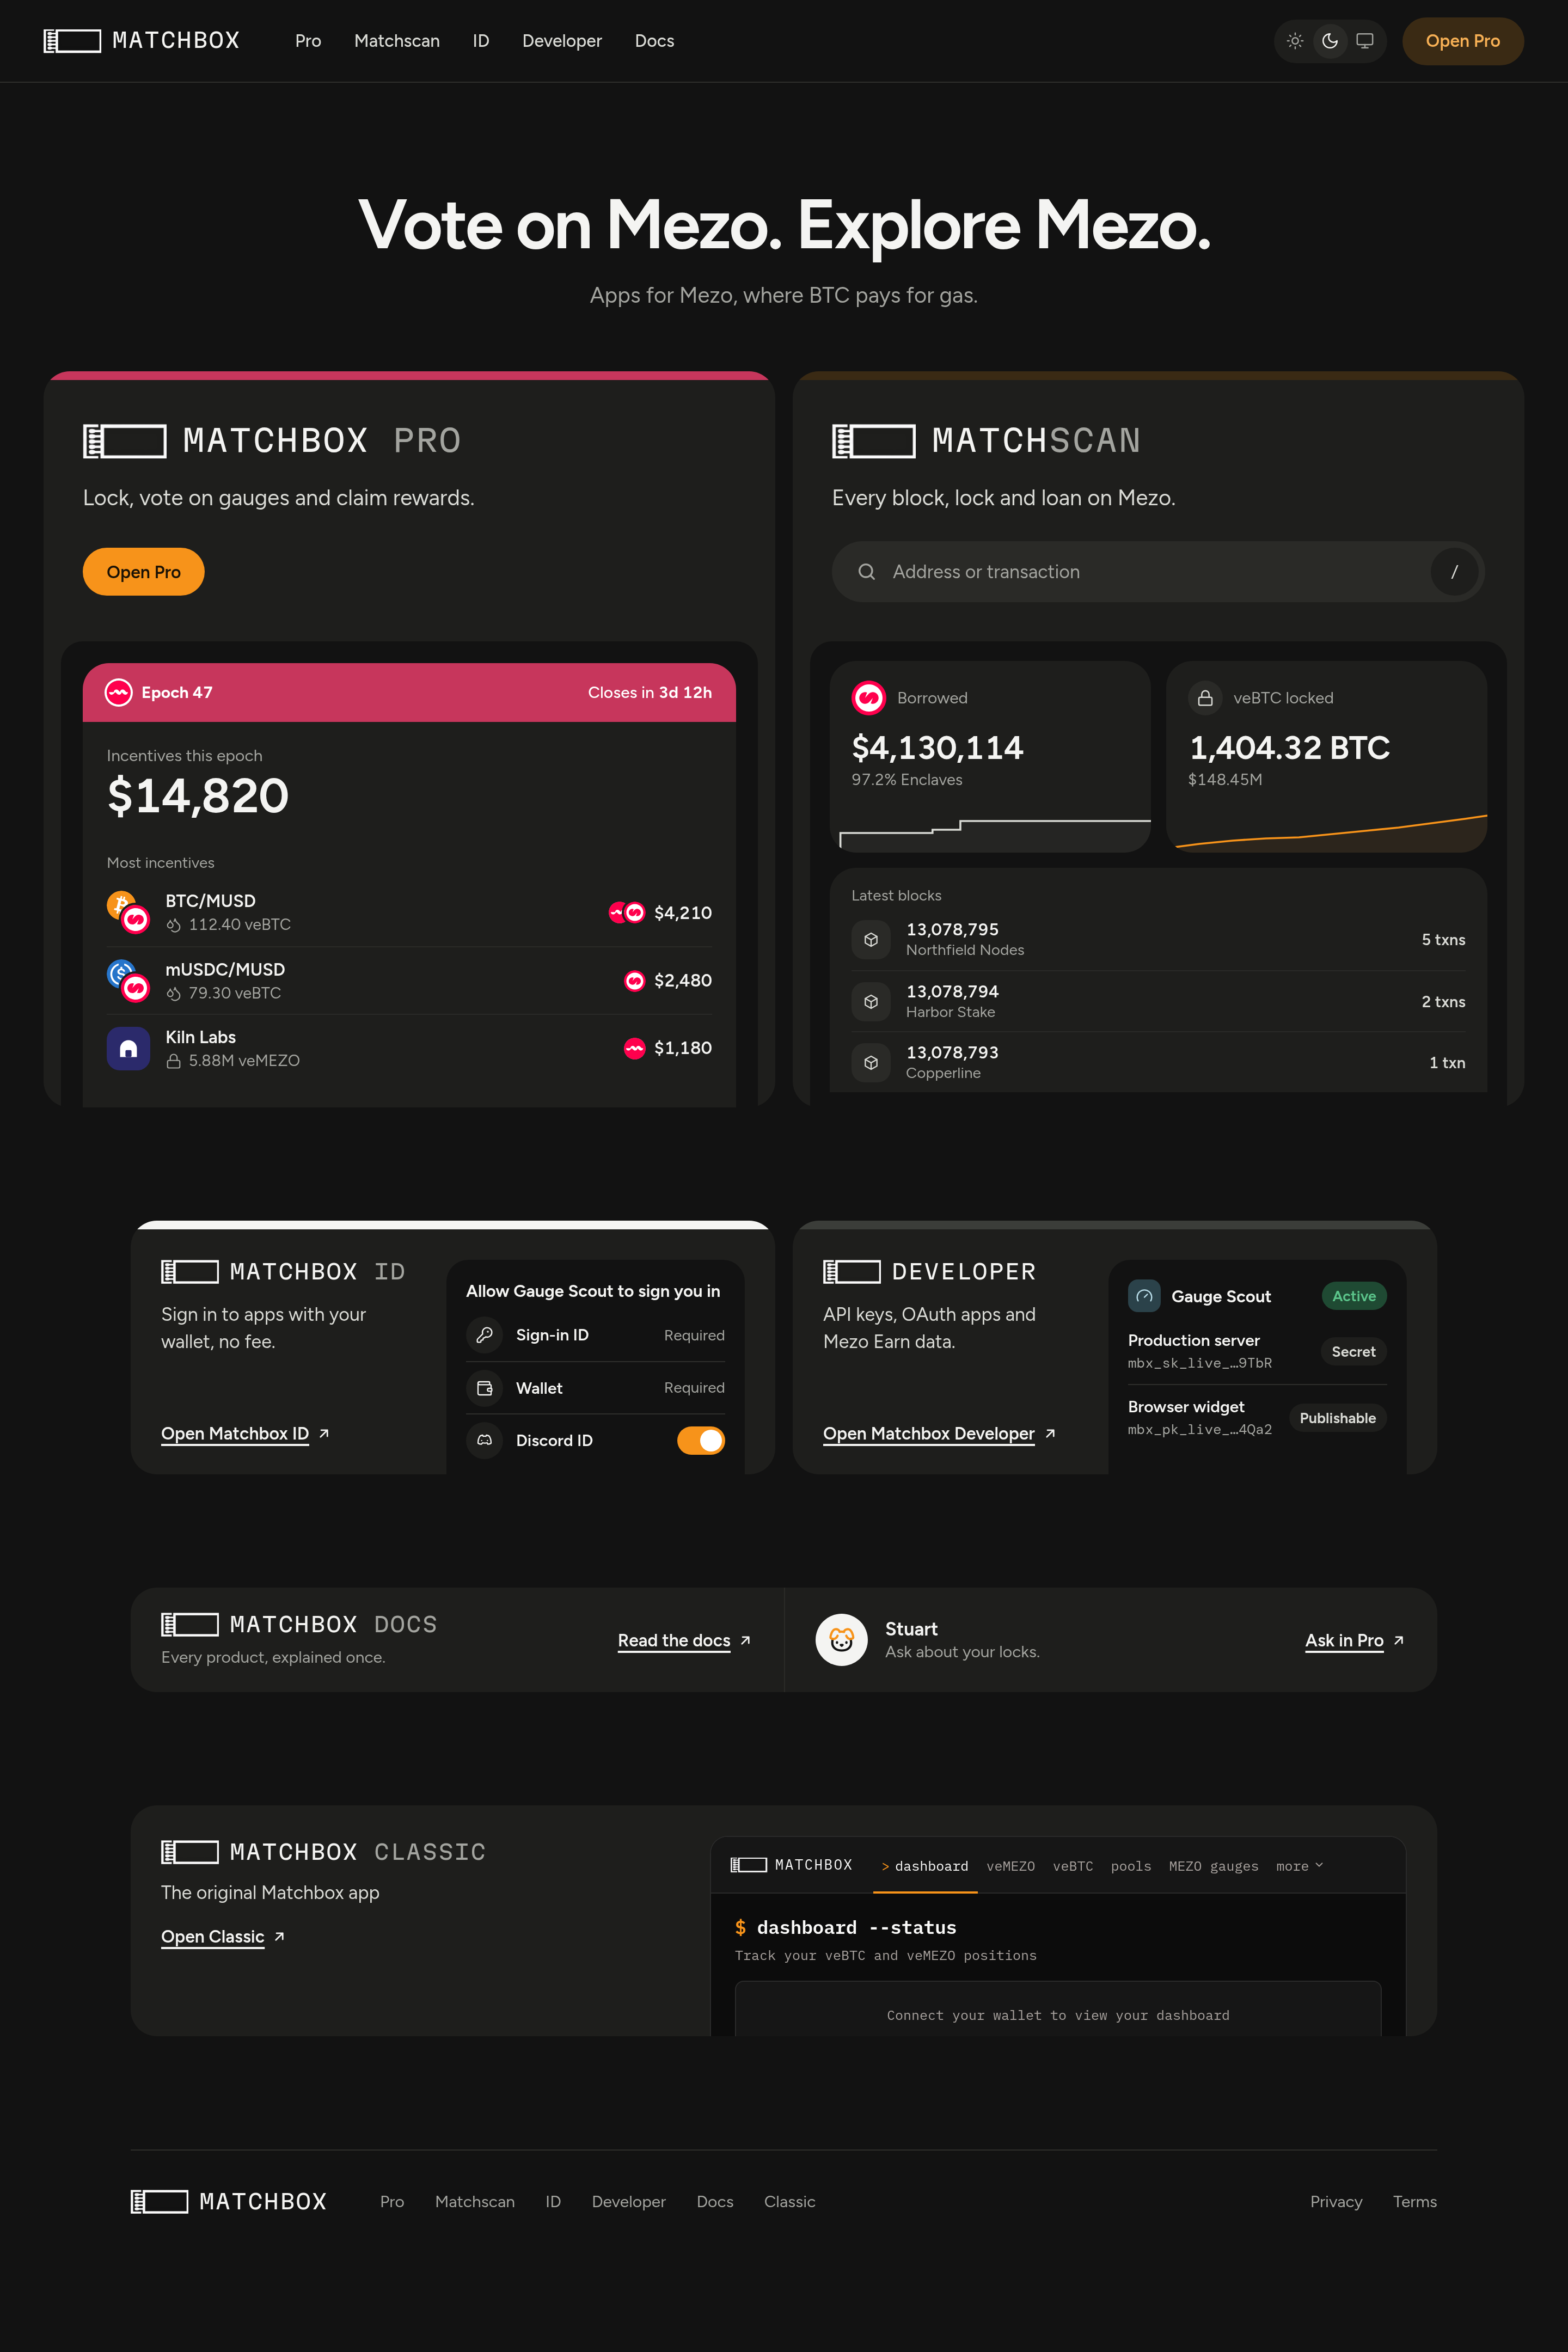 MATCHBOX
Pro Matchscan ID Developer Docs
Open Pro
Vote on Mezo. Explore Mezo.
Apps for Mezo, where BTC pays for gas.
MATCHBOX PRO
Lock, vote on gauges and claim rewards.
Open Pro
Epoch 47
Closes in 3d 12h
Incentives this epoch
$14,820
Most incentives
BTC/MUSD
112.40 veBTC
$4,210
mUSDC/MUSD
79.30 veBTC
$2,480
Kiln Labs
5.88M veMEZO
$1,180
MATCHSCAN
Every block, lock and loan on Mezo.
Address or transaction
/
Borrowed
$4,130,114
97.2% Enclaves
veBTC locked
1,404.32 BTC
$148.45M
Latest blocks
13,078,795
Northfield Nodes
5 txns
13,078,794
Harbor Stake
2 txns
13,078,793
Copperline
1 txn
MATCHBOX ID
Sign in to apps with your
wallet, no fee.
Open Matchbox ID
Allow Gauge Scout to sign you in
Sign-in ID
Required
Wallet
Required
Discord ID
DEVELOPER
API keys, OAuth apps and
Mezo Earn data.
Open Matchbox Developer
Gauge Scout
Active
Production server
mbx_sk_live_…9TbR
Secret
Browser widget
mbx_pk_live_…4Qa2
Publishable
MATCHBOX DOCS
Every product, explained once.
Read the docs
Stuart
Ask about your locks.
Ask in Pro
MATCHBOX CLASSIC
The original Matchbox app
Open Classic
MATCHBOX
> dashboard veMEZO veBTC pools MEZO gauges more
$ dashboard --status
Track your veBTC and veMEZO positions
Connect your wallet to view your dashboard
MATCHBOX
Pro Matchscan ID Developer Docs Classic
Privacy Terms